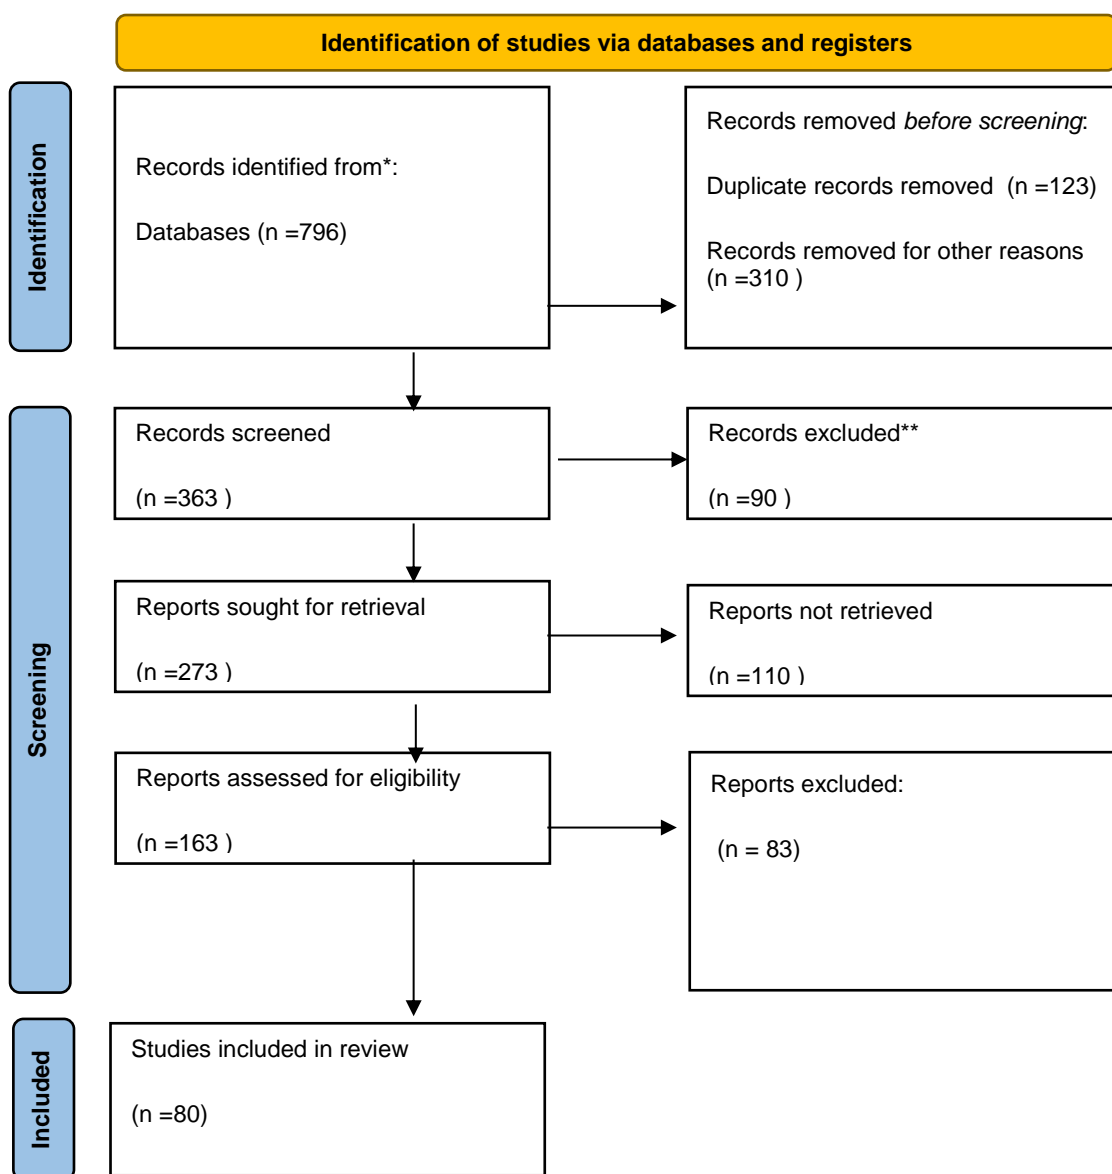 Identification of studies via databases and registers
Identification
Records identified from*:
Databases (n =796)
Records removed before screening:
Duplicate records removed  (n =123)
Records removed for other reasons
(n =310 )
Screening
Records screened
(n =363 )
Records excluded**
(n =90 )
Reports sought for retrieval
(n =273 )
Reports not retrieved
(n =110 )
Reports assessed for eligibility
(n =163 )
Reports excluded:
(n = 83)
Included
Studies included in review
(n =80)